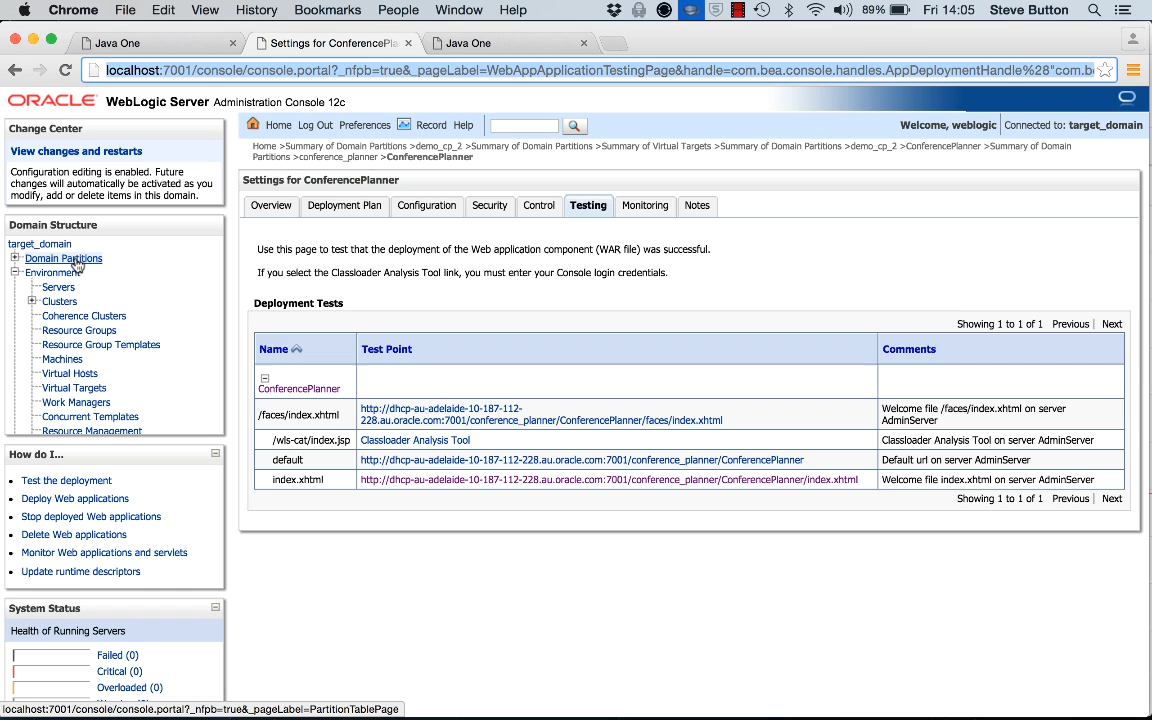 Chrome File Edit View History Bookmarks People Window Help 89% Fri 14:05 Steve Button
Java One
Settings for ConferencePla
Java One
localhost:7001/console/console.portal?_nfpb=true&_pageLabel=WebAppApplicationTestingPage&handle=com.bea.console.handles.AppDeploymentHandle%28"com.b
ORACLE WebLogic Server Administration Console 12c
Change Center
View changes and restarts
Configuration editing is enabled. Future
changes will automatically be activated as you
modify, add or delete items in this domain.
Domain Structure
target_domain
Domain Partitions
Environment
Servers
Clusters
Coherence Clusters
Resource Groups
Resource Group Templates
Machines
Virtual Hosts
Virtual Targets
Work Managers
Concurrent Templates
Resource Management
How do I...
Test the deployment
Deploy Web applications
Stop deployed Web applications
Delete Web applications
Monitor Web applications and servlets
Update runtime descriptors
System Status
Health of Running Servers
Failed (0)
Critical (0)
Overloaded (0)
Home Log Out Preferences Record Help
Welcome, weblogic Connected to: target_domain
Home >Summary of Domain Partitions >demo_cp_2 >Summary of Domain Partitions >Summary of Virtual Targets >Summary of Domain Partitions >demo_cp_2 >ConferencePlanner >Summary of Domain
Partitions >conference_planner >ConferencePlanner
Settings for ConferencePlanner
Overview Deployment Plan Configuration Security Control Testing Monitoring Notes
Use this page to test that the deployment of the Web application component (WAR file) was successful.
If you select the Classloader Analysis Tool link, you must enter your Console login credentials.
Deployment Tests
Showing 1 to 1 of 1 Previous | Next
Name Test Point Comments
ConferencePlanner
/faces/index.xhtml http://dhcp-au-adelaide-10-187-112- Welcome file /faces/index.xhtml on server
228.au.oracle.com:7001/conference_planner/ConferencePlanner/faces/index.xhtml AdminServer
/wls-cat/index.jsp Classloader Analysis Tool Classloader Analysis Tool on server AdminServer
default http://dhcp-au-adelaide-10-187-112-228.au.oracle.com:7001/conference_planner/ConferencePlanner Default url on server AdminServer
index.xhtml http://dhcp-au-adelaide-10-187-112-228.au.oracle.com:7001/conference_planner/ConferencePlanner/index.xhtml Welcome file index.xhtml on server AdminServer
Showing 1 to 1 of 1 Previous | Next
localhost:7001/console/console.portal?_nfpb=true&_pageLabel=PartitionTablePage